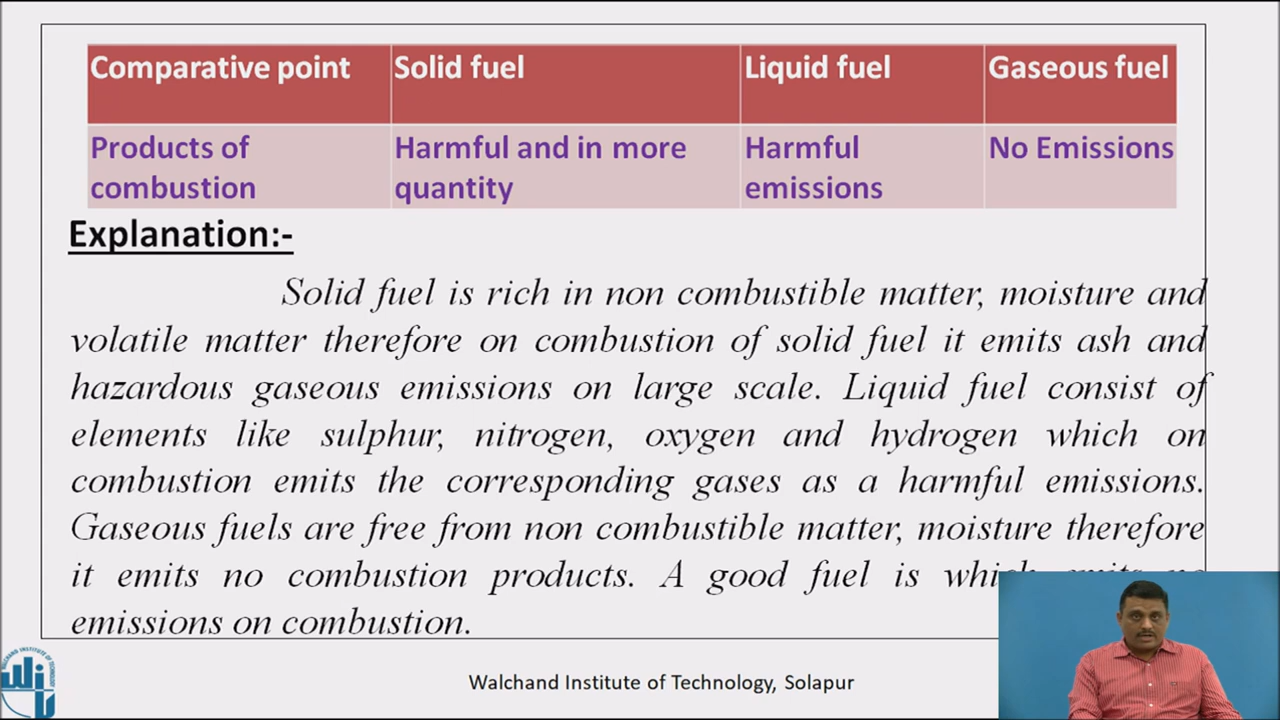 Comparative point Solid fuel Liquid fuel Gaseous fuel
Products of combustion Harmful and in more quantity Harmful emissions No Emissions
Explanation:-
Solid fuel is rich in non combustible matter, moisture and
volatile matter therefore on combustion of solid fuel it emits ash and
hazardous gaseous emissions on large scale. Liquid fuel consist of
elements like sulphur, nitrogen, oxygen and hydrogen which on
combustion emits the corresponding gases as a harmful emissions.
Gaseous fuels are free from non combustible matter, moisture therefore
it emits no combustion products. A good fuel is which emits no
emissions on combustion.
Walchand Institute of Technology, Solapur